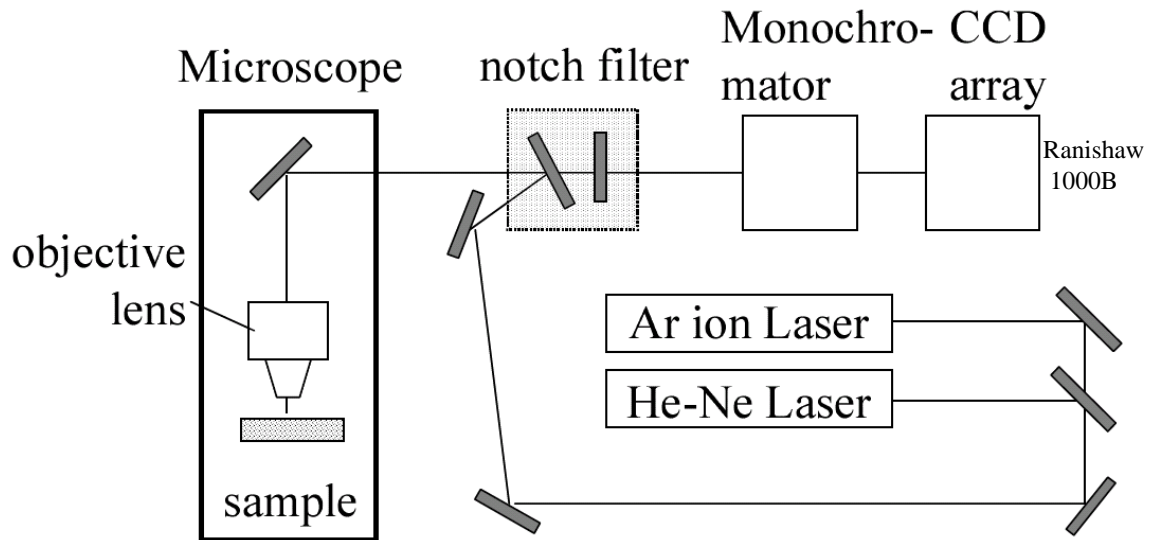 Microscope
notch filter
Monochro-
mator
CCD
array
Ranishaw
1000B
objective
lens
Ar ion Laser
He-Ne Laser
sample